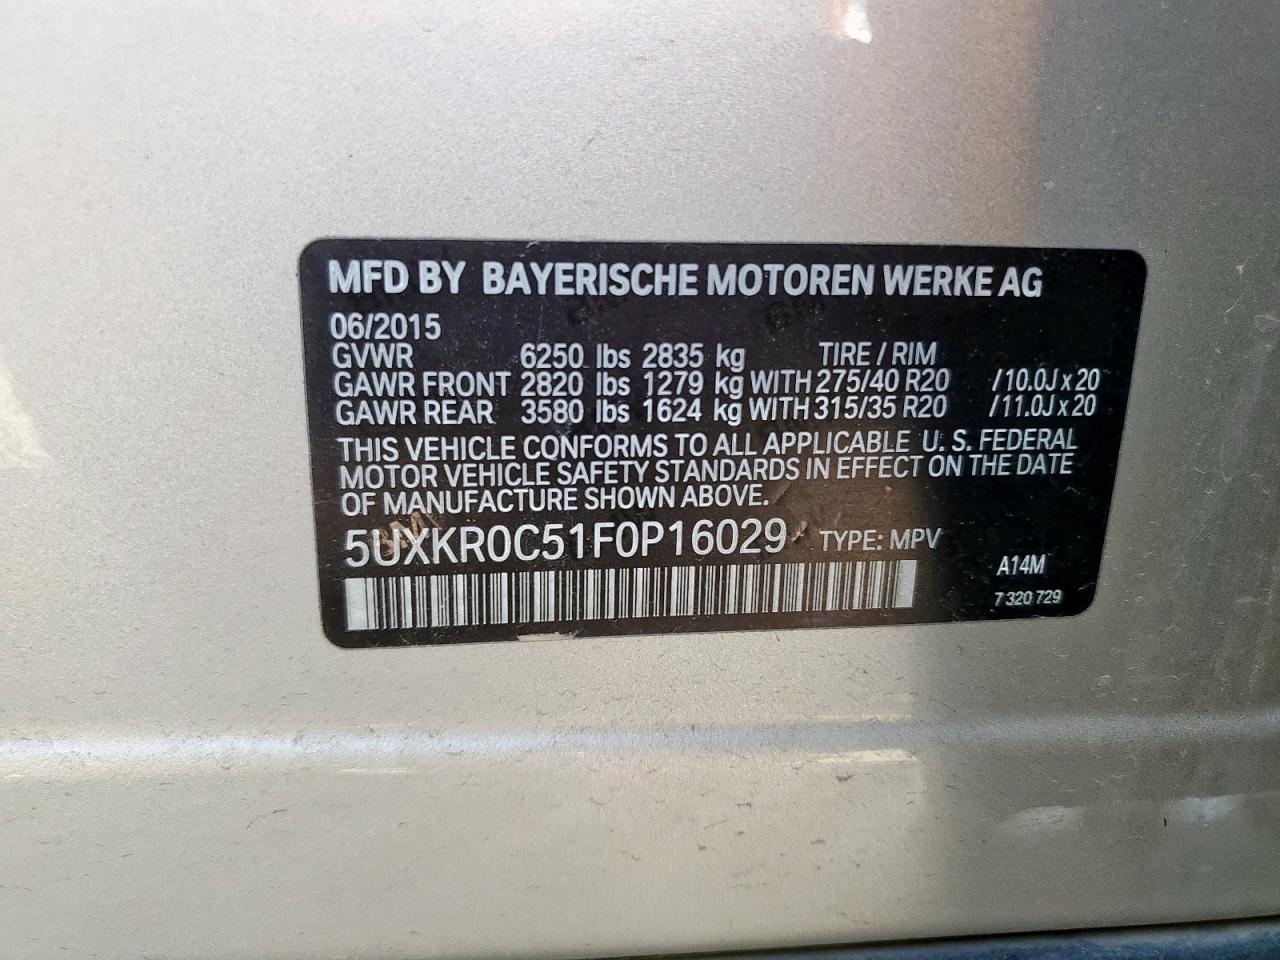 MFD BY BAYERISCHE MOTOREN WERKE AG
06/2015
GVWR 6250 lbs 2835 kg TIRE / RIM
GAWR FRONT 2820 lbs 1279 kg WITH 275/40 R20 /10.0J x 20
GAWR REAR 3580 lbs 1624 kg WITH 315/35 R20 /11.0J x 20
THIS VEHICLE CONFORMS TO ALL APPLICABLE U. S. FEDERAL
MOTOR VEHICLE SAFETY STANDARDS IN EFFECT ON THE DATE
OF MANUFACTURE SHOWN ABOVE.
5UXKR0C51F0P16029 TYPE: MPV
A14M
7 320 729